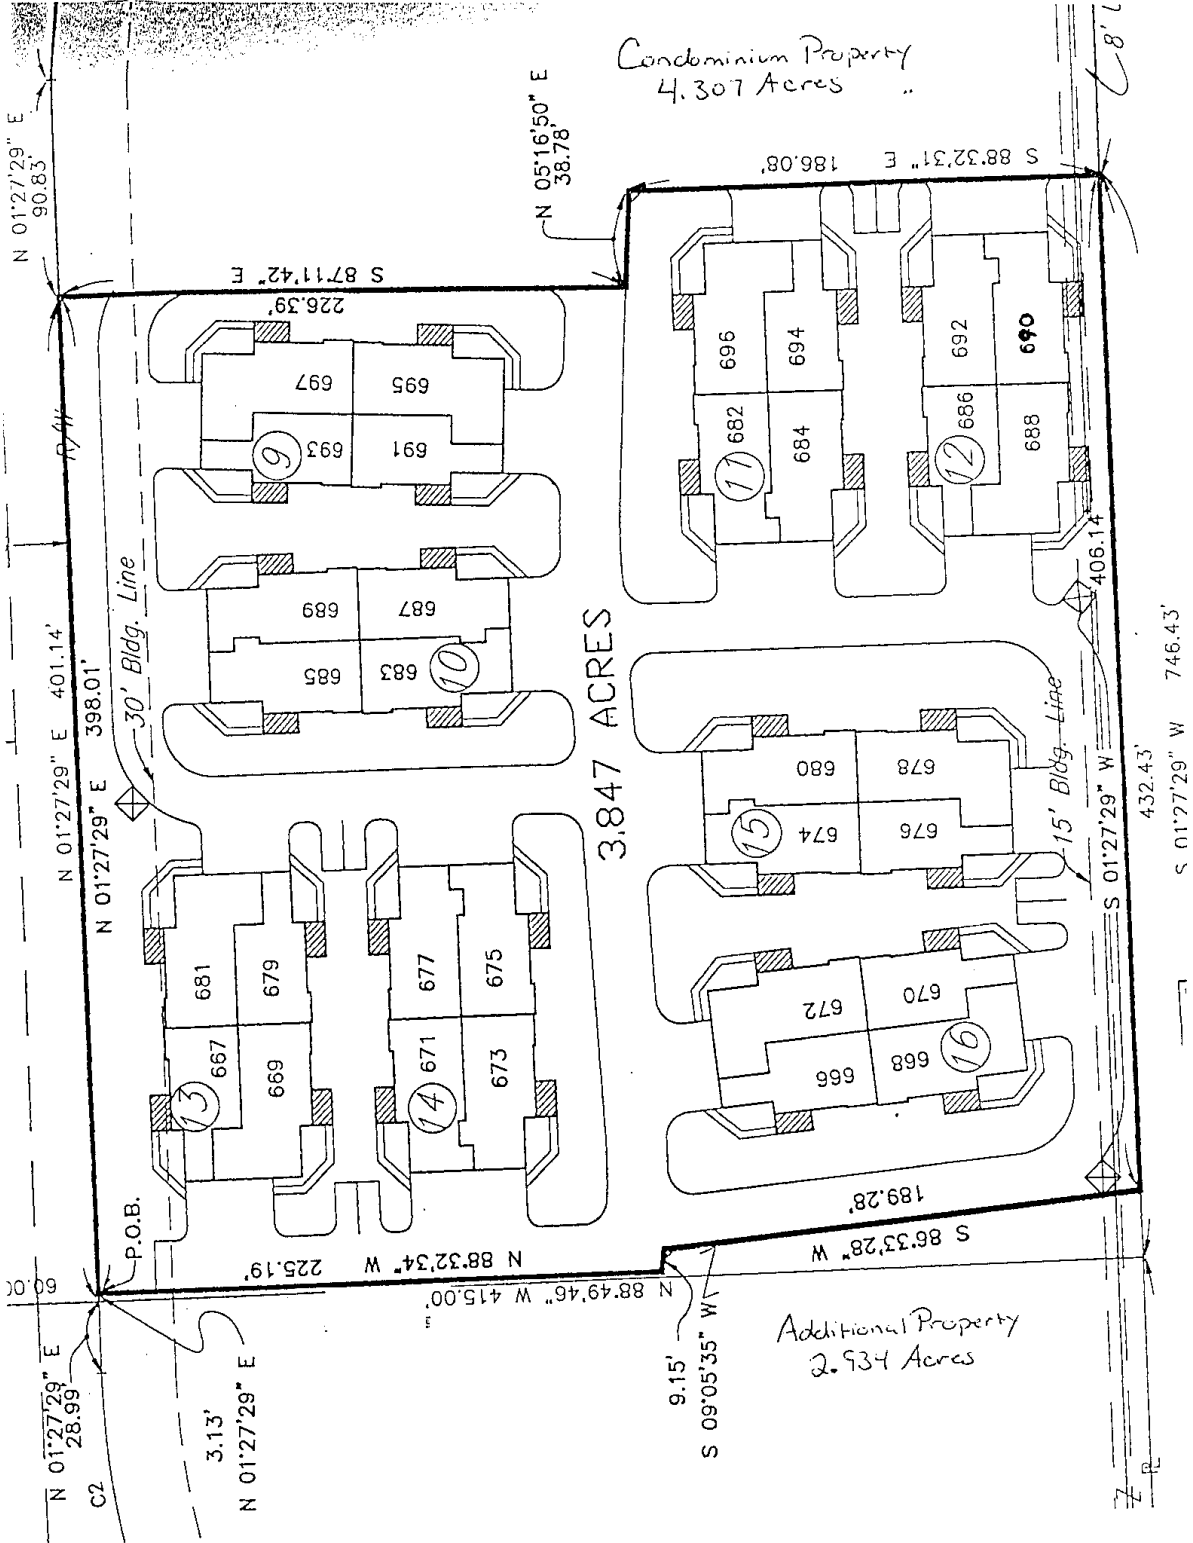 Condominium Property
4.307 Acres
N 01°27'29" E
90.83'
N 05°16'50" E
38.78'
S 88°32'31" E 186.08'
8'
S 87°11'42" E
226.39'
R/W
N 01°27'29" E 401.14'
N 01°27'29" E 398.01'
30' Bldg. Line
697
695
9
693
691
689
687
685
683
10
696
694
692
690
11
682
684
12
686
688
3.847 ACRES
406.14
S 01°27'29" W
432.43'
S 01°27'29" W 746.43'
15' Bldg. Line
680
678
15
674
676
672
670
666
668
16
681
679
677
675
13
667
669
14
671
673
P.O.B.
60.00
225.19'
N 88°32'34" W
N 88°49'46" W 415.00'
189.28'
S 86°33'28" W
9.15'
S 09°05'35" W
Additional Property
2.934 Acres
N 01°27'29" E
28.99'
C2
3.13'
N 01°27'29" E